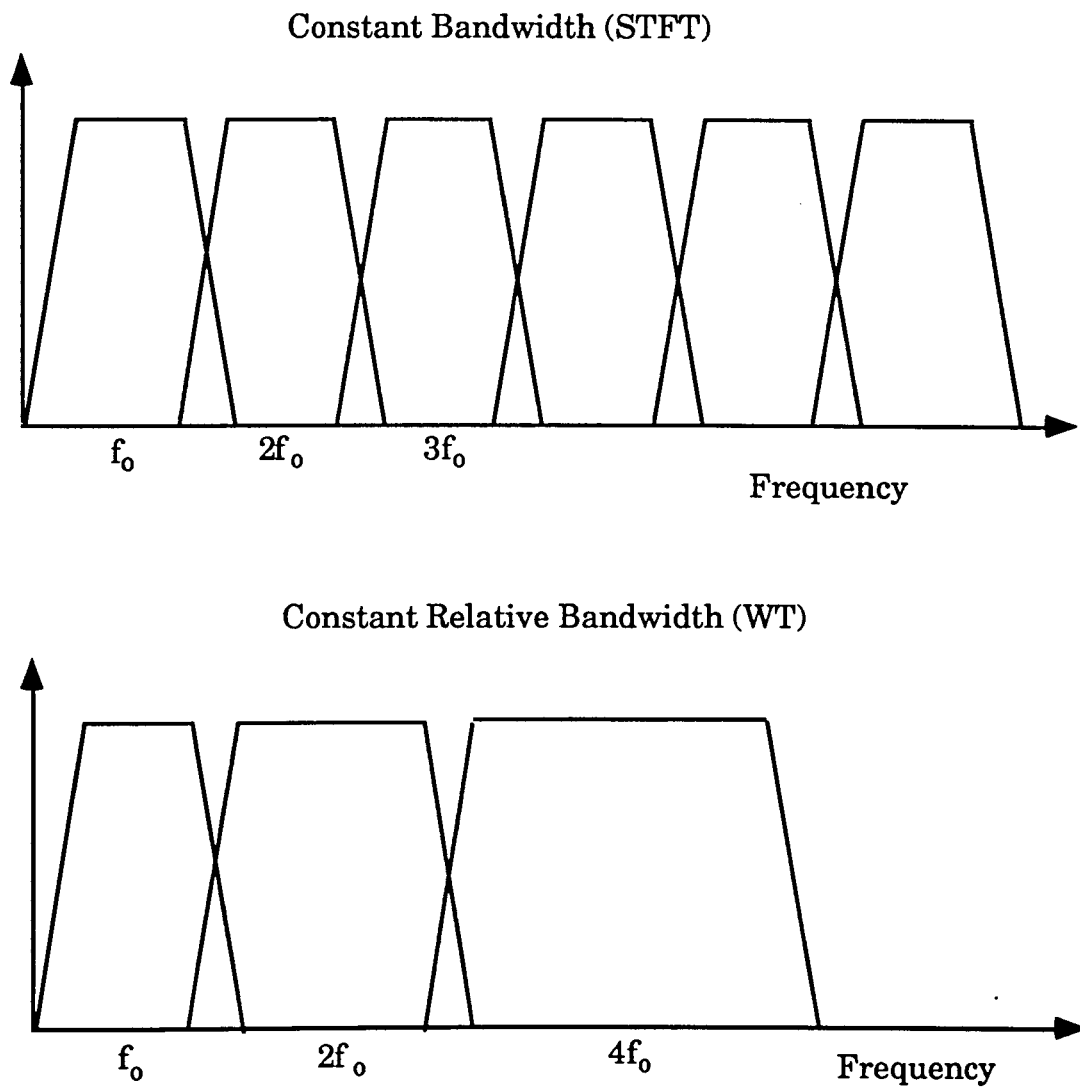 Constant Bandwidth (STFT)
f₀ 2f₀ 3f₀
Frequency
Constant Relative Bandwidth (WT)
f₀ 2f₀ 4f₀
Frequency